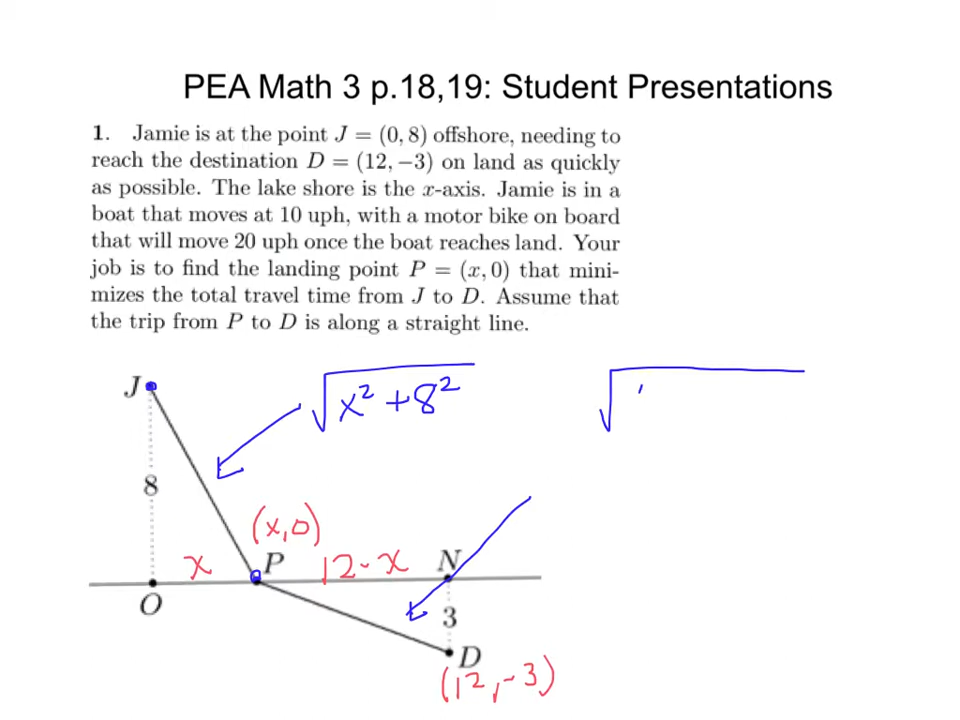 PEA Math 3 p.18,19: Student Presentations
1. Jamie is at the point J = (0, 8) offshore, needing to
reach the destination D = (12, −3) on land as quickly
as possible. The lake shore is the x-axis. Jamie is in a
boat that moves at 10 uph, with a motor bike on board
that will move 20 uph once the boat reaches land. Your
job is to find the landing point P = (x, 0) that mini-
mizes the total travel time from J to D. Assume that
the trip from P to D is along a straight line.
J
√(x² + 8²)
√
8
(x,0)
x
P
12-x
N
O
3
D
(12,-3)